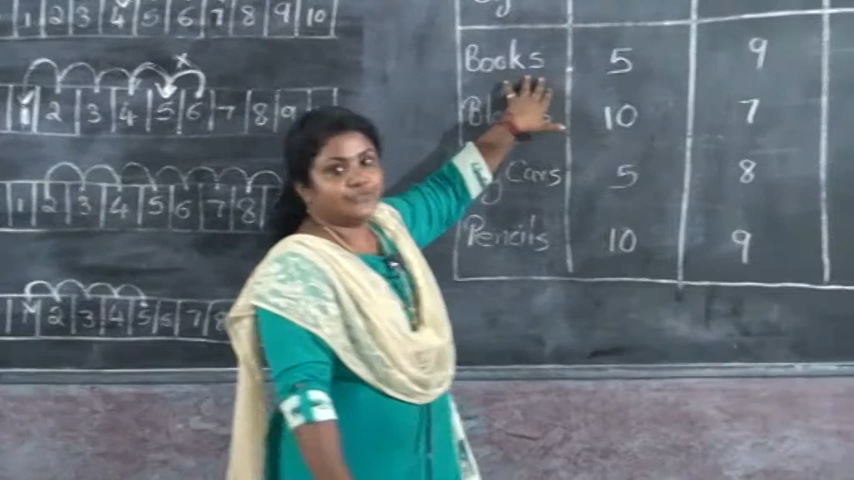 1 2 3 4 5 6 7 8 9 10
x
1 2 3 4 5 6 7 8 9
1 2 3 4 5 6 7 8
1 2 3 4 5 6 7 8
Books 5 9
10 7
Cars 5 8
Pencils 10 9